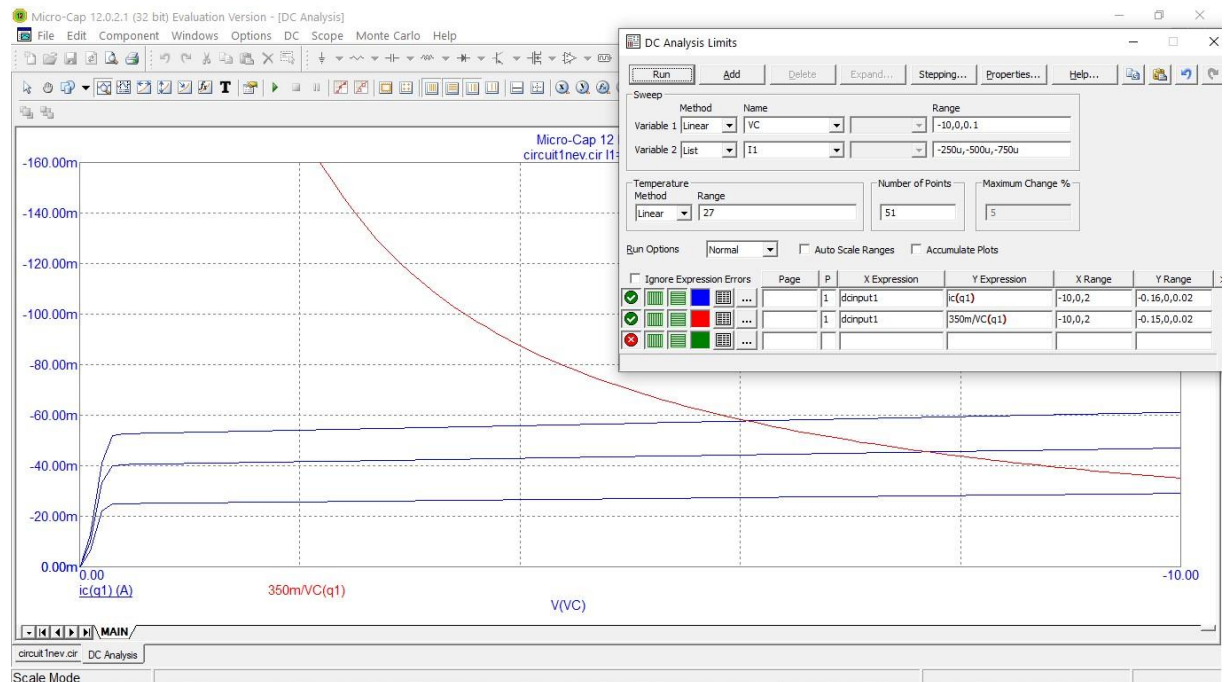 Micro-Cap 12.0.2.1 (32 bit) Evaluation Version - [DC Analysis]
File Edit Component Windows Options DC Scope Monte Carlo Help
Micro-Cap 12
circuit1nev.cir I1=
-160.00m
-140.00m
-120.00m
-100.00m
-80.00m
-60.00m
-40.00m
-20.00m
0.00m
0.00
-10.00
ic(q1) (A)
350m/VC(q1)
V(VC)
MAIN
circuit1nev.cir DC Analysis
Scale Mode
DC Analysis Limits
Run Add Delete Expand... Stepping... Properties... Help...
Sweep
Method Name Range
Variable 1 Linear VC -10,0,0.1
Variable 2 List I1 -250u,-500u,-750u
Temperature Number of Points Maximum Change %
Method Range
Linear 27 51 5
Run Options Normal Auto Scale Ranges Accumulate Plots
Ignore Expression Errors Page P X Expression Y Expression X Range Y Range
... 1 dcinput1 ic(q1) -10,0,2 -0.16,0,0.02
... 1 dcinput1 350m/VC(q1) -10,0,2 -0.15,0,0.02
...